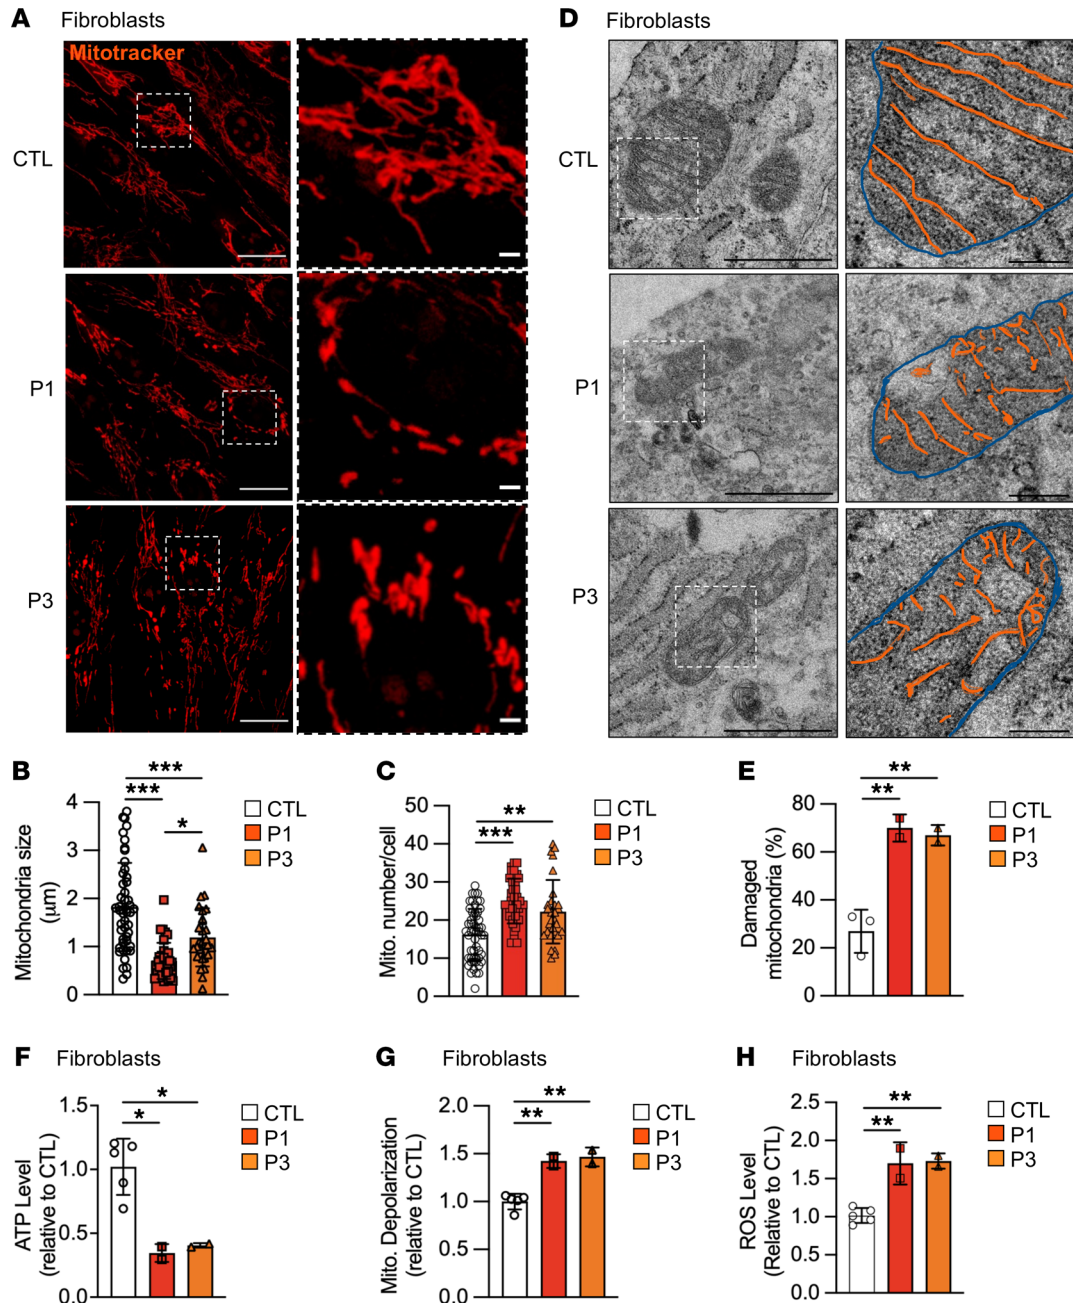 A Fibroblasts
Mitotracker
CTL
P1
P3
D Fibroblasts
CTL
P1
P3
B
***
***
*
Mitochondria size
(μm)
4
3
2
1
0
CTL
P1
P3
C
**
***
Mito. number/cell
50
40
30
20
10
0
CTL
P1
P3
E
**
**
Damaged
mitochondria (%)
80
60
40
20
0
CTL
P1
P3
F Fibroblasts
*
*
ATP Level
(relative to CTL)
1.5
1.0
0.5
0.0
CTL
P1
P3
G Fibroblasts
**
**
Mito. Depolarization
(relative to CTL)
2.0
1.5
1.0
0.5
0.0
CTL
P1
P3
H Fibroblasts
**
**
ROS Level
(Relative to CTL)
2.5
2.0
1.5
1.0
0.5
0.0
CTL
P1
P3